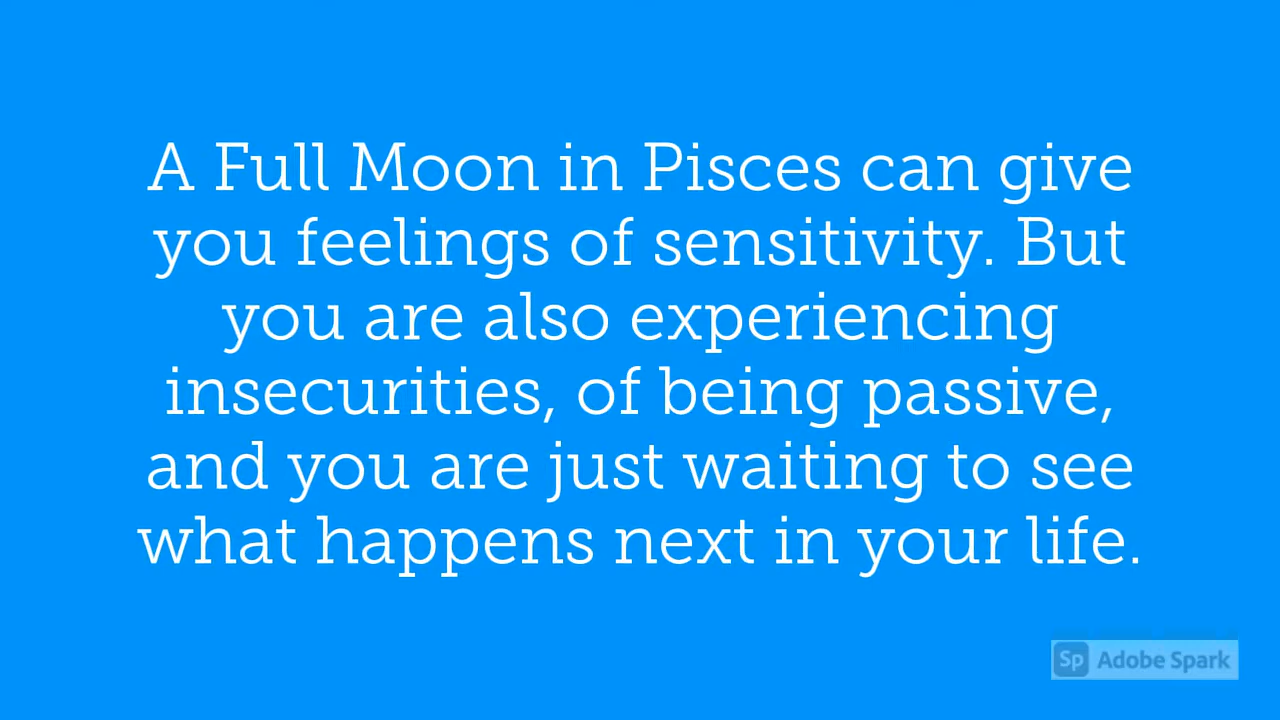 A Full Moon in Pisces can give
you feelings of sensitivity. But
you are also experiencing
insecurities, of being passive,
and you are just waiting to see
what happens next in your life.
Sp Adobe Spark